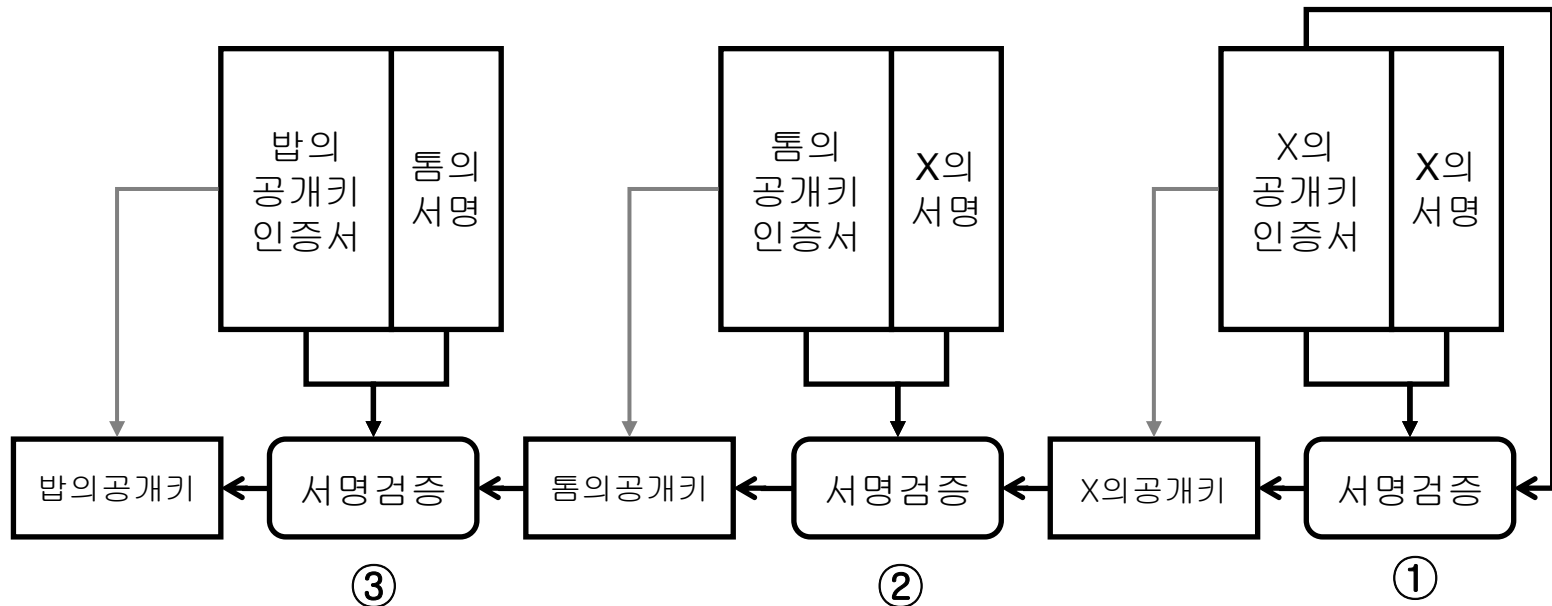 밥의
공개키
인증서
톰의
서명
톰의
공개키
인증서
X의
서명
X의
공개키
인증서
X의
서명
밥의공개키
서명검증
톰의공개키
서명검증
X의공개키
서명검증
③
②
①